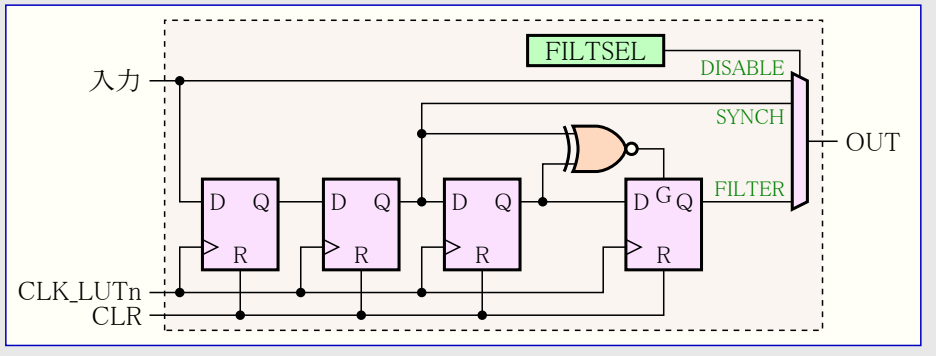 FILTSEL
DISABLE
入力
SYNCH
OUT
FILTER
D Q D Q D Q D G Q
R R R R
CLK_LUTn
CLR